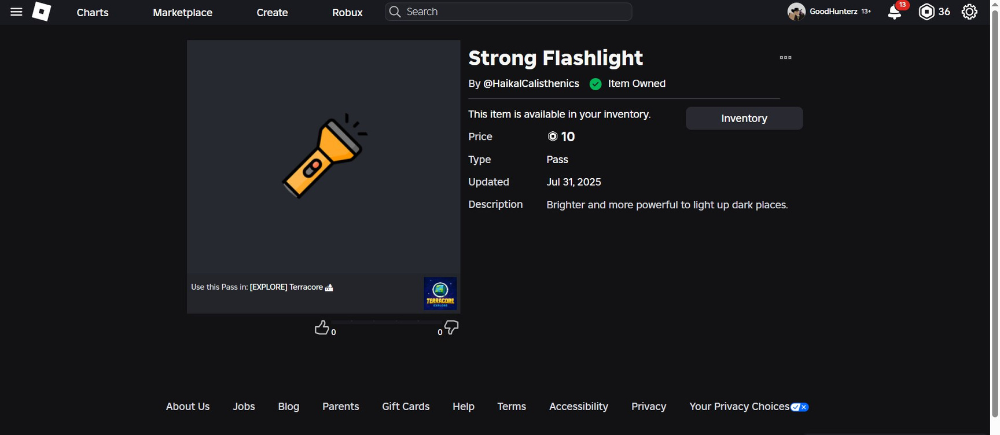 Charts
Marketplace
Create
Robux
Search
GoodHunterz 13+
13
36
Strong Flashlight
By @HaikalCalisthenics
Item Owned
This item is available in your inventory.
Inventory
Price 10
Type Pass
Updated Jul 31, 2025
Description Brighter and more powerful to light up dark places.
Use this Pass in: [EXPLORE] Terracore
TERRACORE
EXPLORE
0
0
About Us Jobs Blog Parents Gift Cards Help Terms Accessibility Privacy Your Privacy Choices